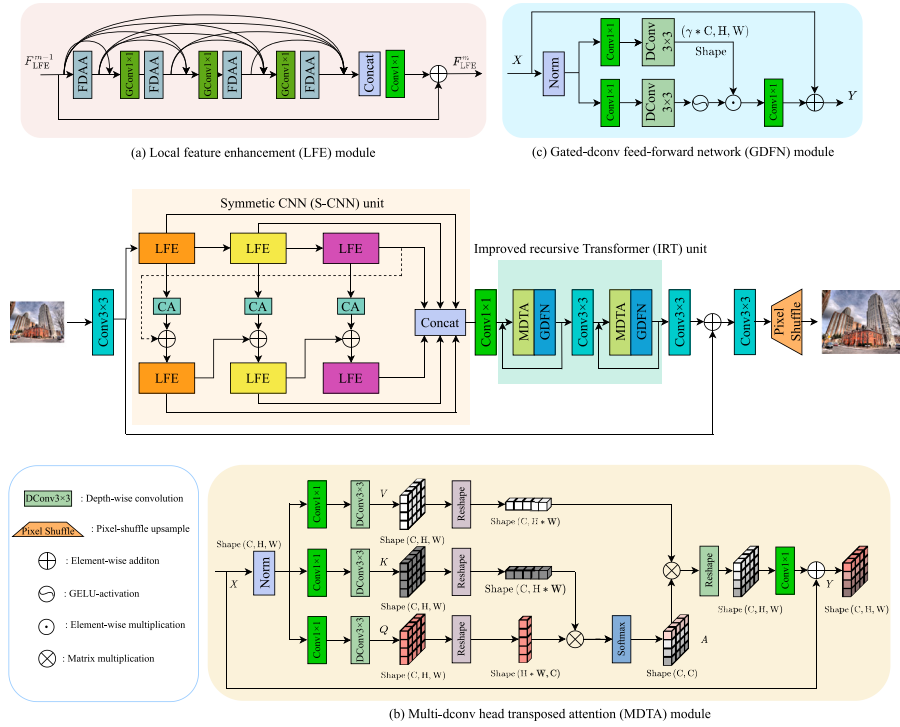 F_LFE^{m-1}
FDAA
GConv1×1
FDAA
GConv1×1
FDAA
GConv1×1
FDAA
Concat
Conv1×1
F_LFE^m
(a) Local feature enhancement (LFE) module
X
Norm
Conv1×1
DConv 3×3
(γ * C, H, W)
Shape
Conv1×1
DConv 3×3
Conv1×1
Y
(c) Gated-dconv feed-forward network (GDFN) module
Symmetic CNN (S-CNN) unit
LFE
LFE
LFE
CA
CA
CA
LFE
LFE
LFE
Conv3×3
Concat
Improved recursive Transformer (IRT) unit
Conv1×1
MDTA
GDFN
Conv3×3
MDTA
GDFN
Conv3×3
Conv3×3
Pixel Shuffle
DConv3×3 : Depth-wise convolution
Pixel Shuffle : Pixel-shuffle upsample
: Element-wise additon
: GELU-activation
: Element-wise multiplication
: Matrix multiplication
Shape (C, H, W)
X
Norm
Conv1×1
DConv3×3
V
Shape (C, H, W)
Reshape
Shape (C, H * W)
Conv1×1
DConv3×3
K
Shape (C, H, W)
Reshape
Shape (C, H * W)
Conv1×1
DConv3×3
Q
Shape (C, H, W)
Reshape
Shape (H * W, C)
Softmax
A
Shape (C, C)
Reshape
Shape (C, H, W)
Conv1×1
Y
Shape (C, H, W)
(b) Multi-dconv head transposed attention (MDTA) module